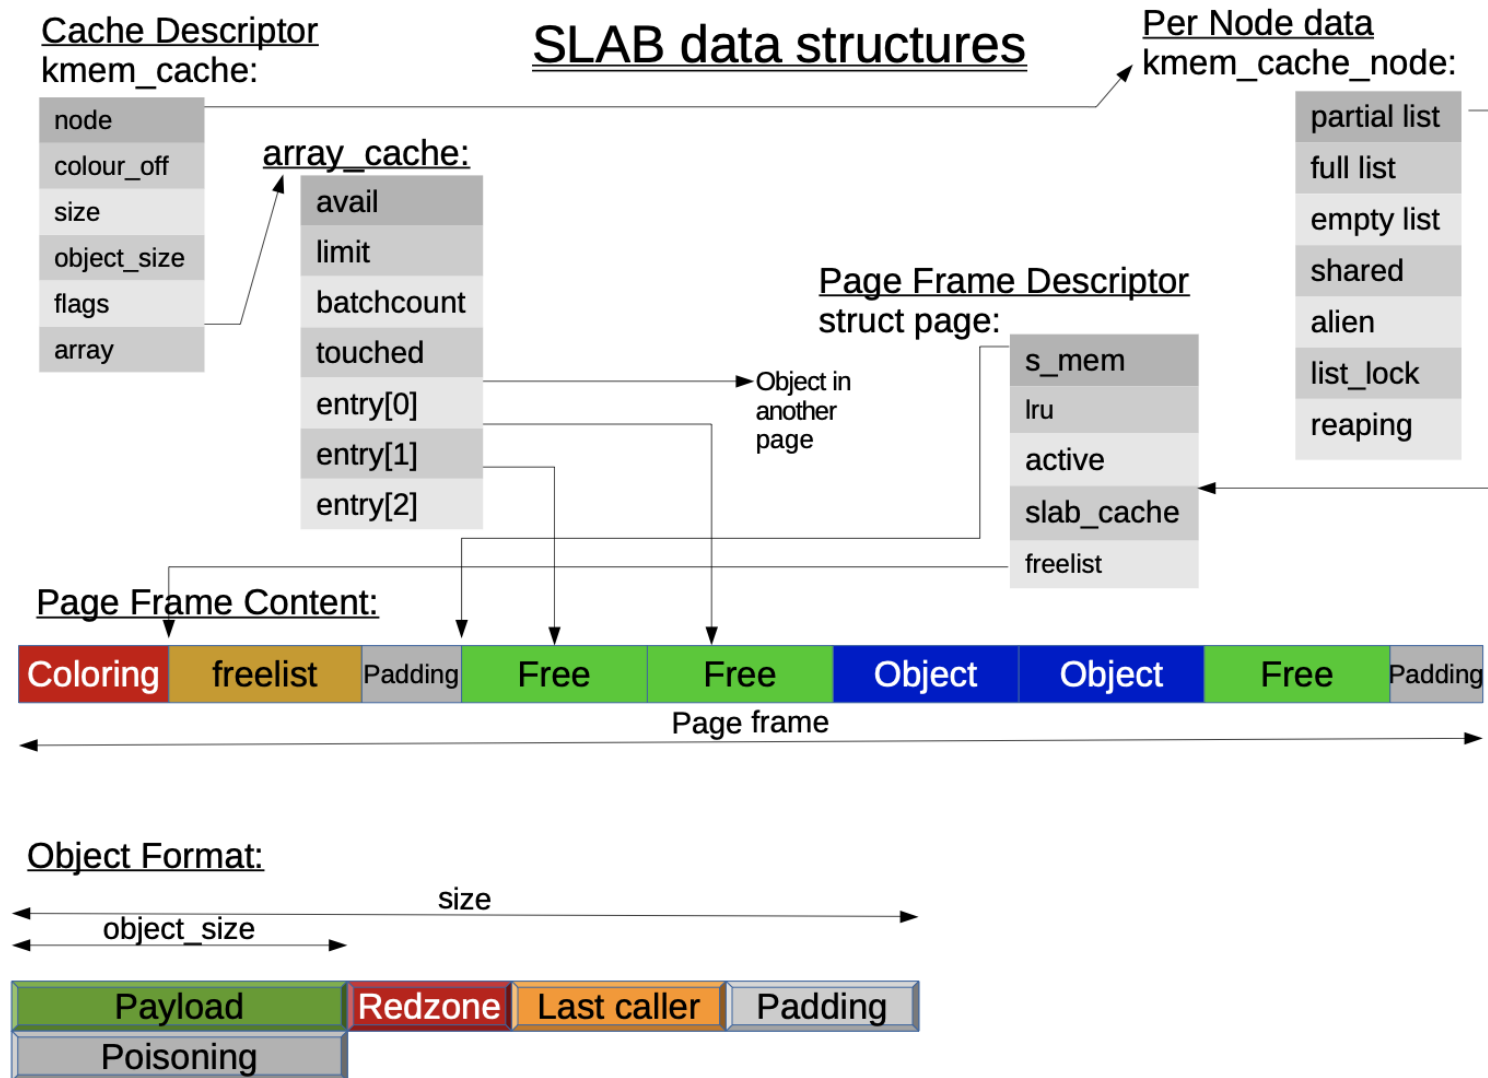 SLAB data structures
Cache Descriptor
kmem_cache:
node
colour_off
size
object_size
flags
array
array_cache:
avail
limit
batchcount
touched
entry[0]
entry[1]
entry[2]
Object in
another
page
Page Frame Descriptor
struct page:
s_mem
lru
active
slab_cache
freelist
Per Node data
kmem_cache_node:
partial list
full list
empty list
shared
alien
list_lock
reaping
Page Frame Content:
Coloring freelist Padding Free Free Object Object Free Padding
Page frame
Object Format:
size
object_size
Payload Redzone Last caller Padding
Poisoning